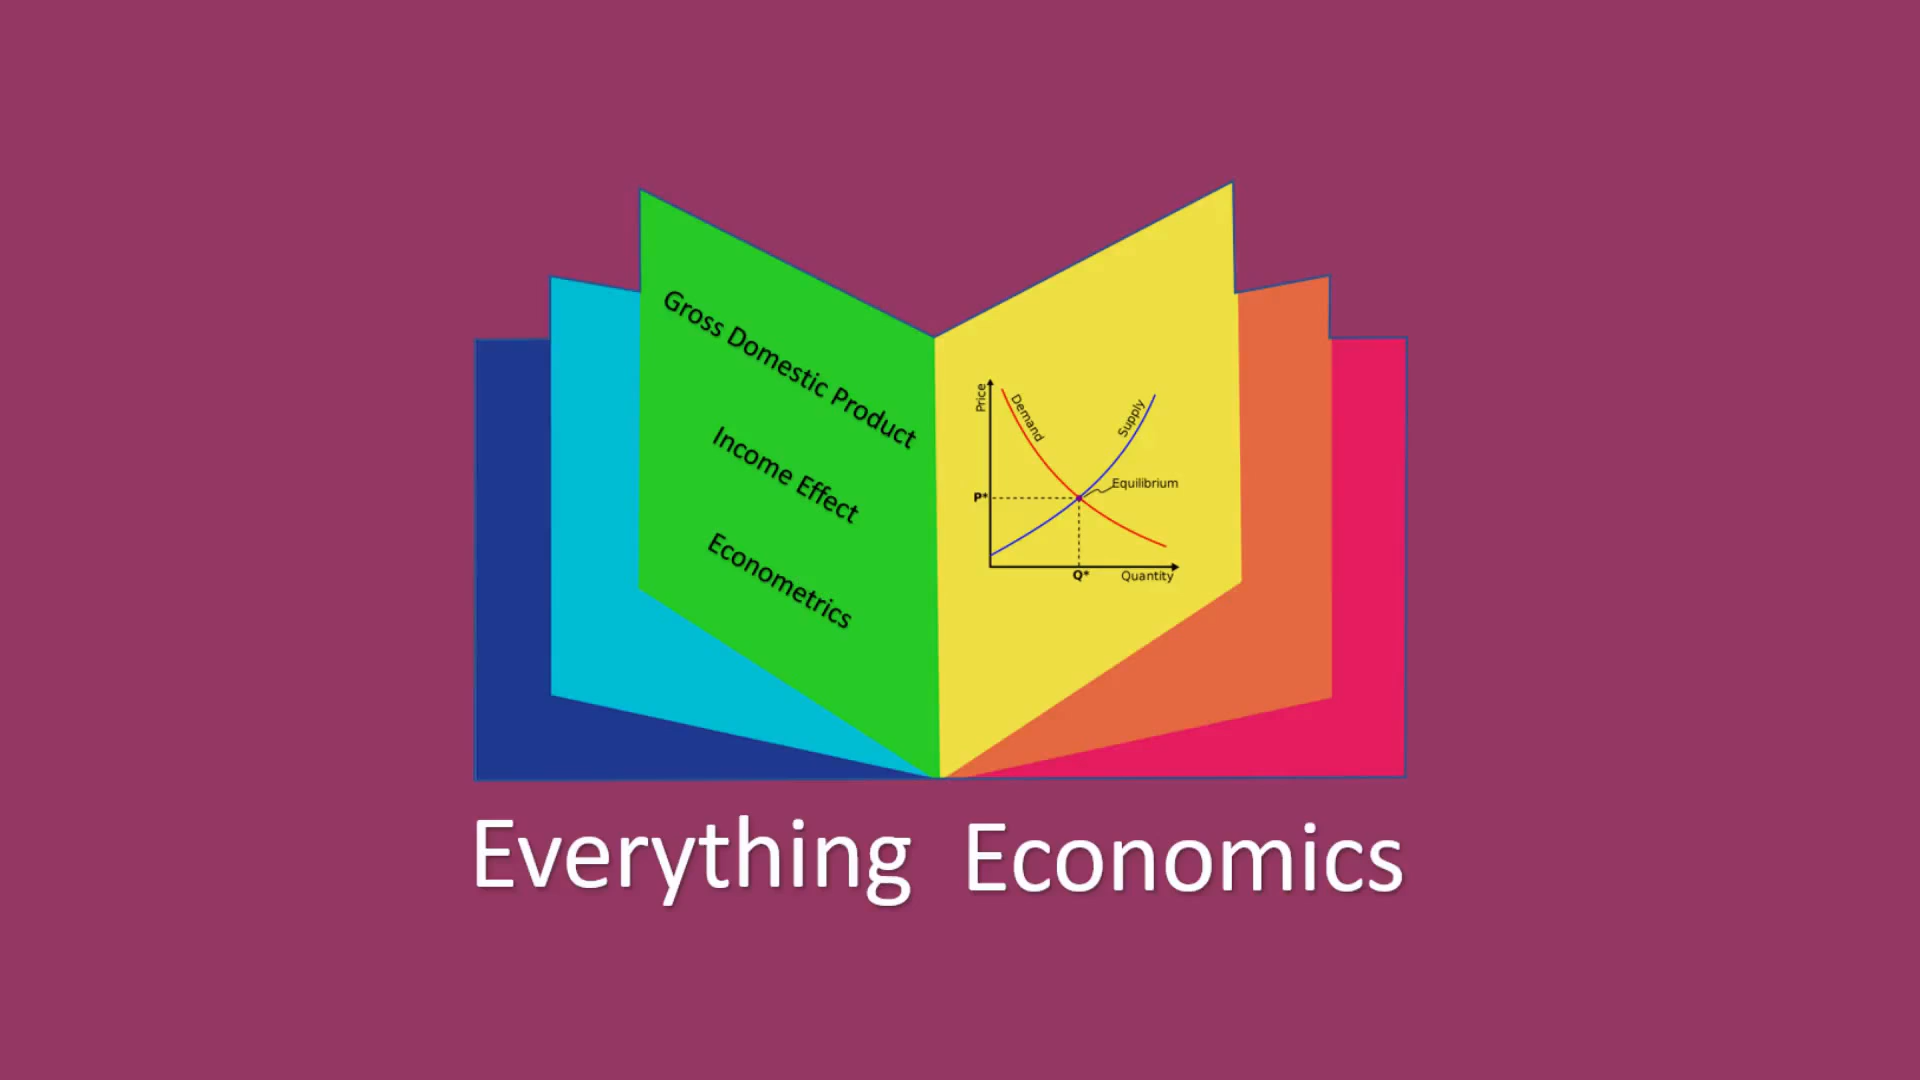 Gross Domestic Product
Income Effect
Econometrics
Price
Demand
Supply
Equilibrium
P*
Q*
Quantity
Everything Economics